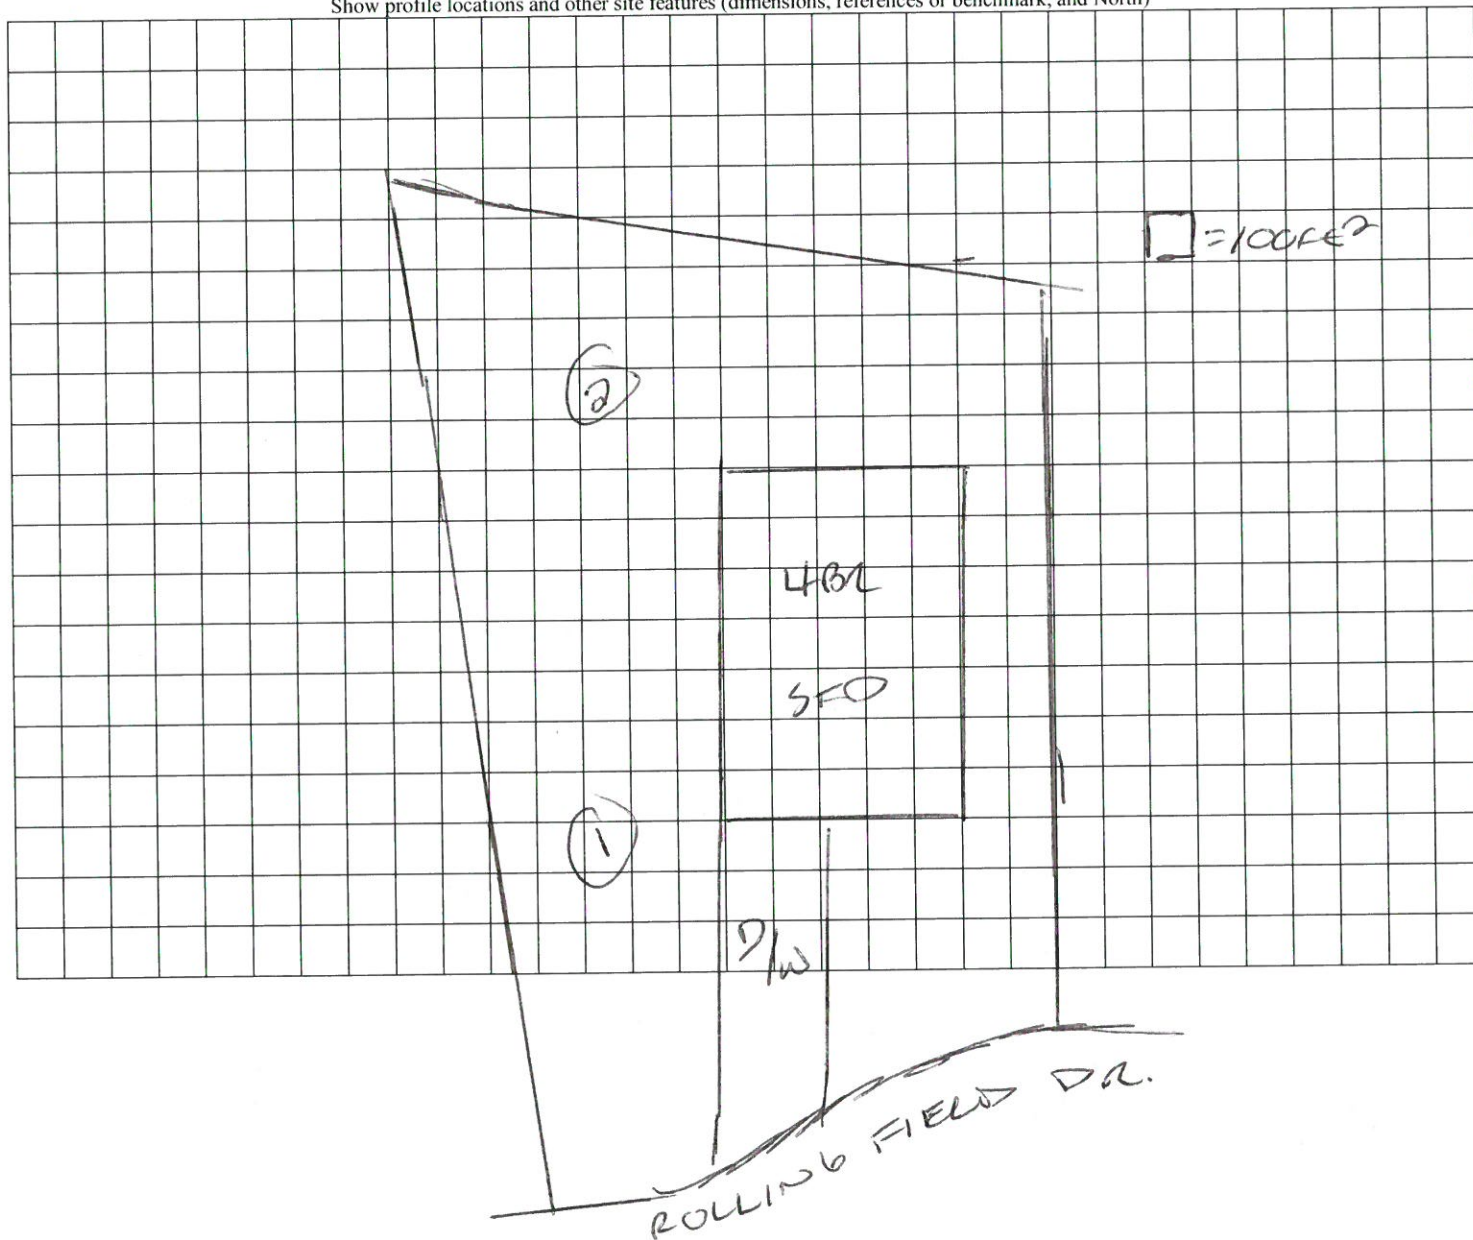 Show profile locations and other site features (dimensions, references or benchmark, and North)
=100Ft²
2
4BR
SFD
1
D/W
ROLLING FIELD DR.